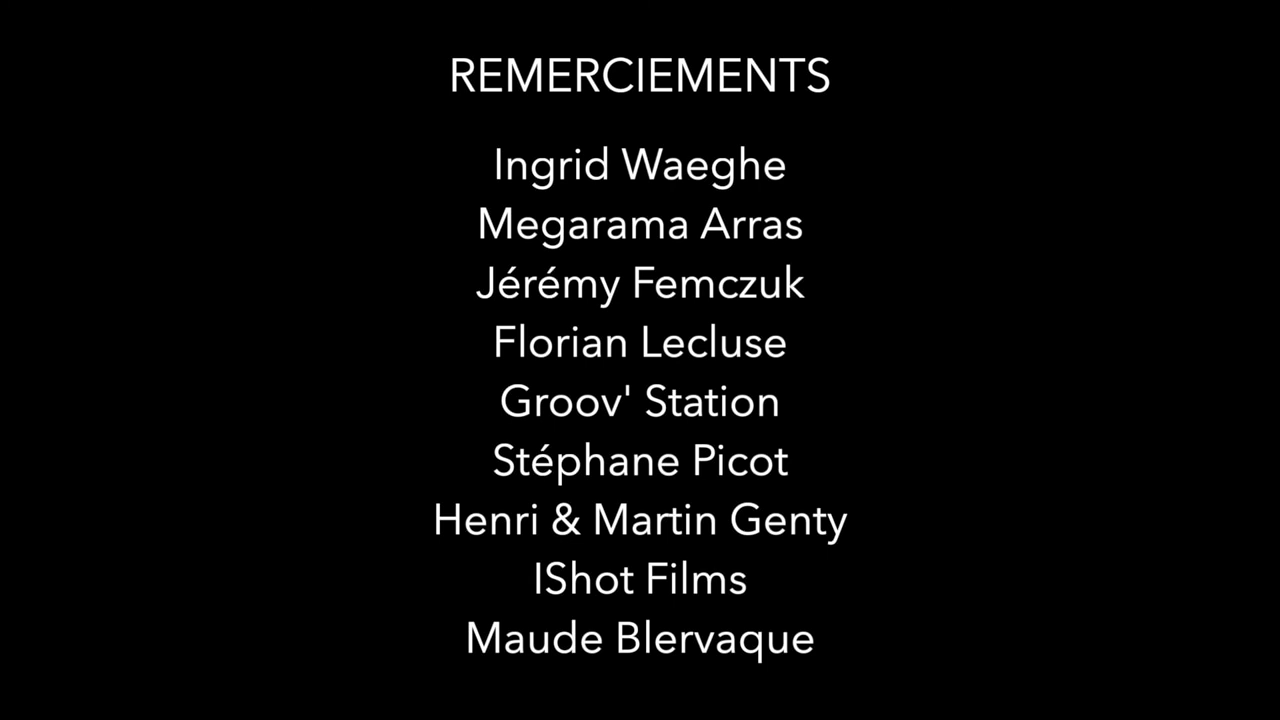 REMERCIEMENTS
Ingrid Waeghe
Megarama Arras
Jérémy Femczuk
Florian Lecluse
Groov' Station
Stéphane Picot
Henri & Martin Genty
IShot Films
Maude Blervaque